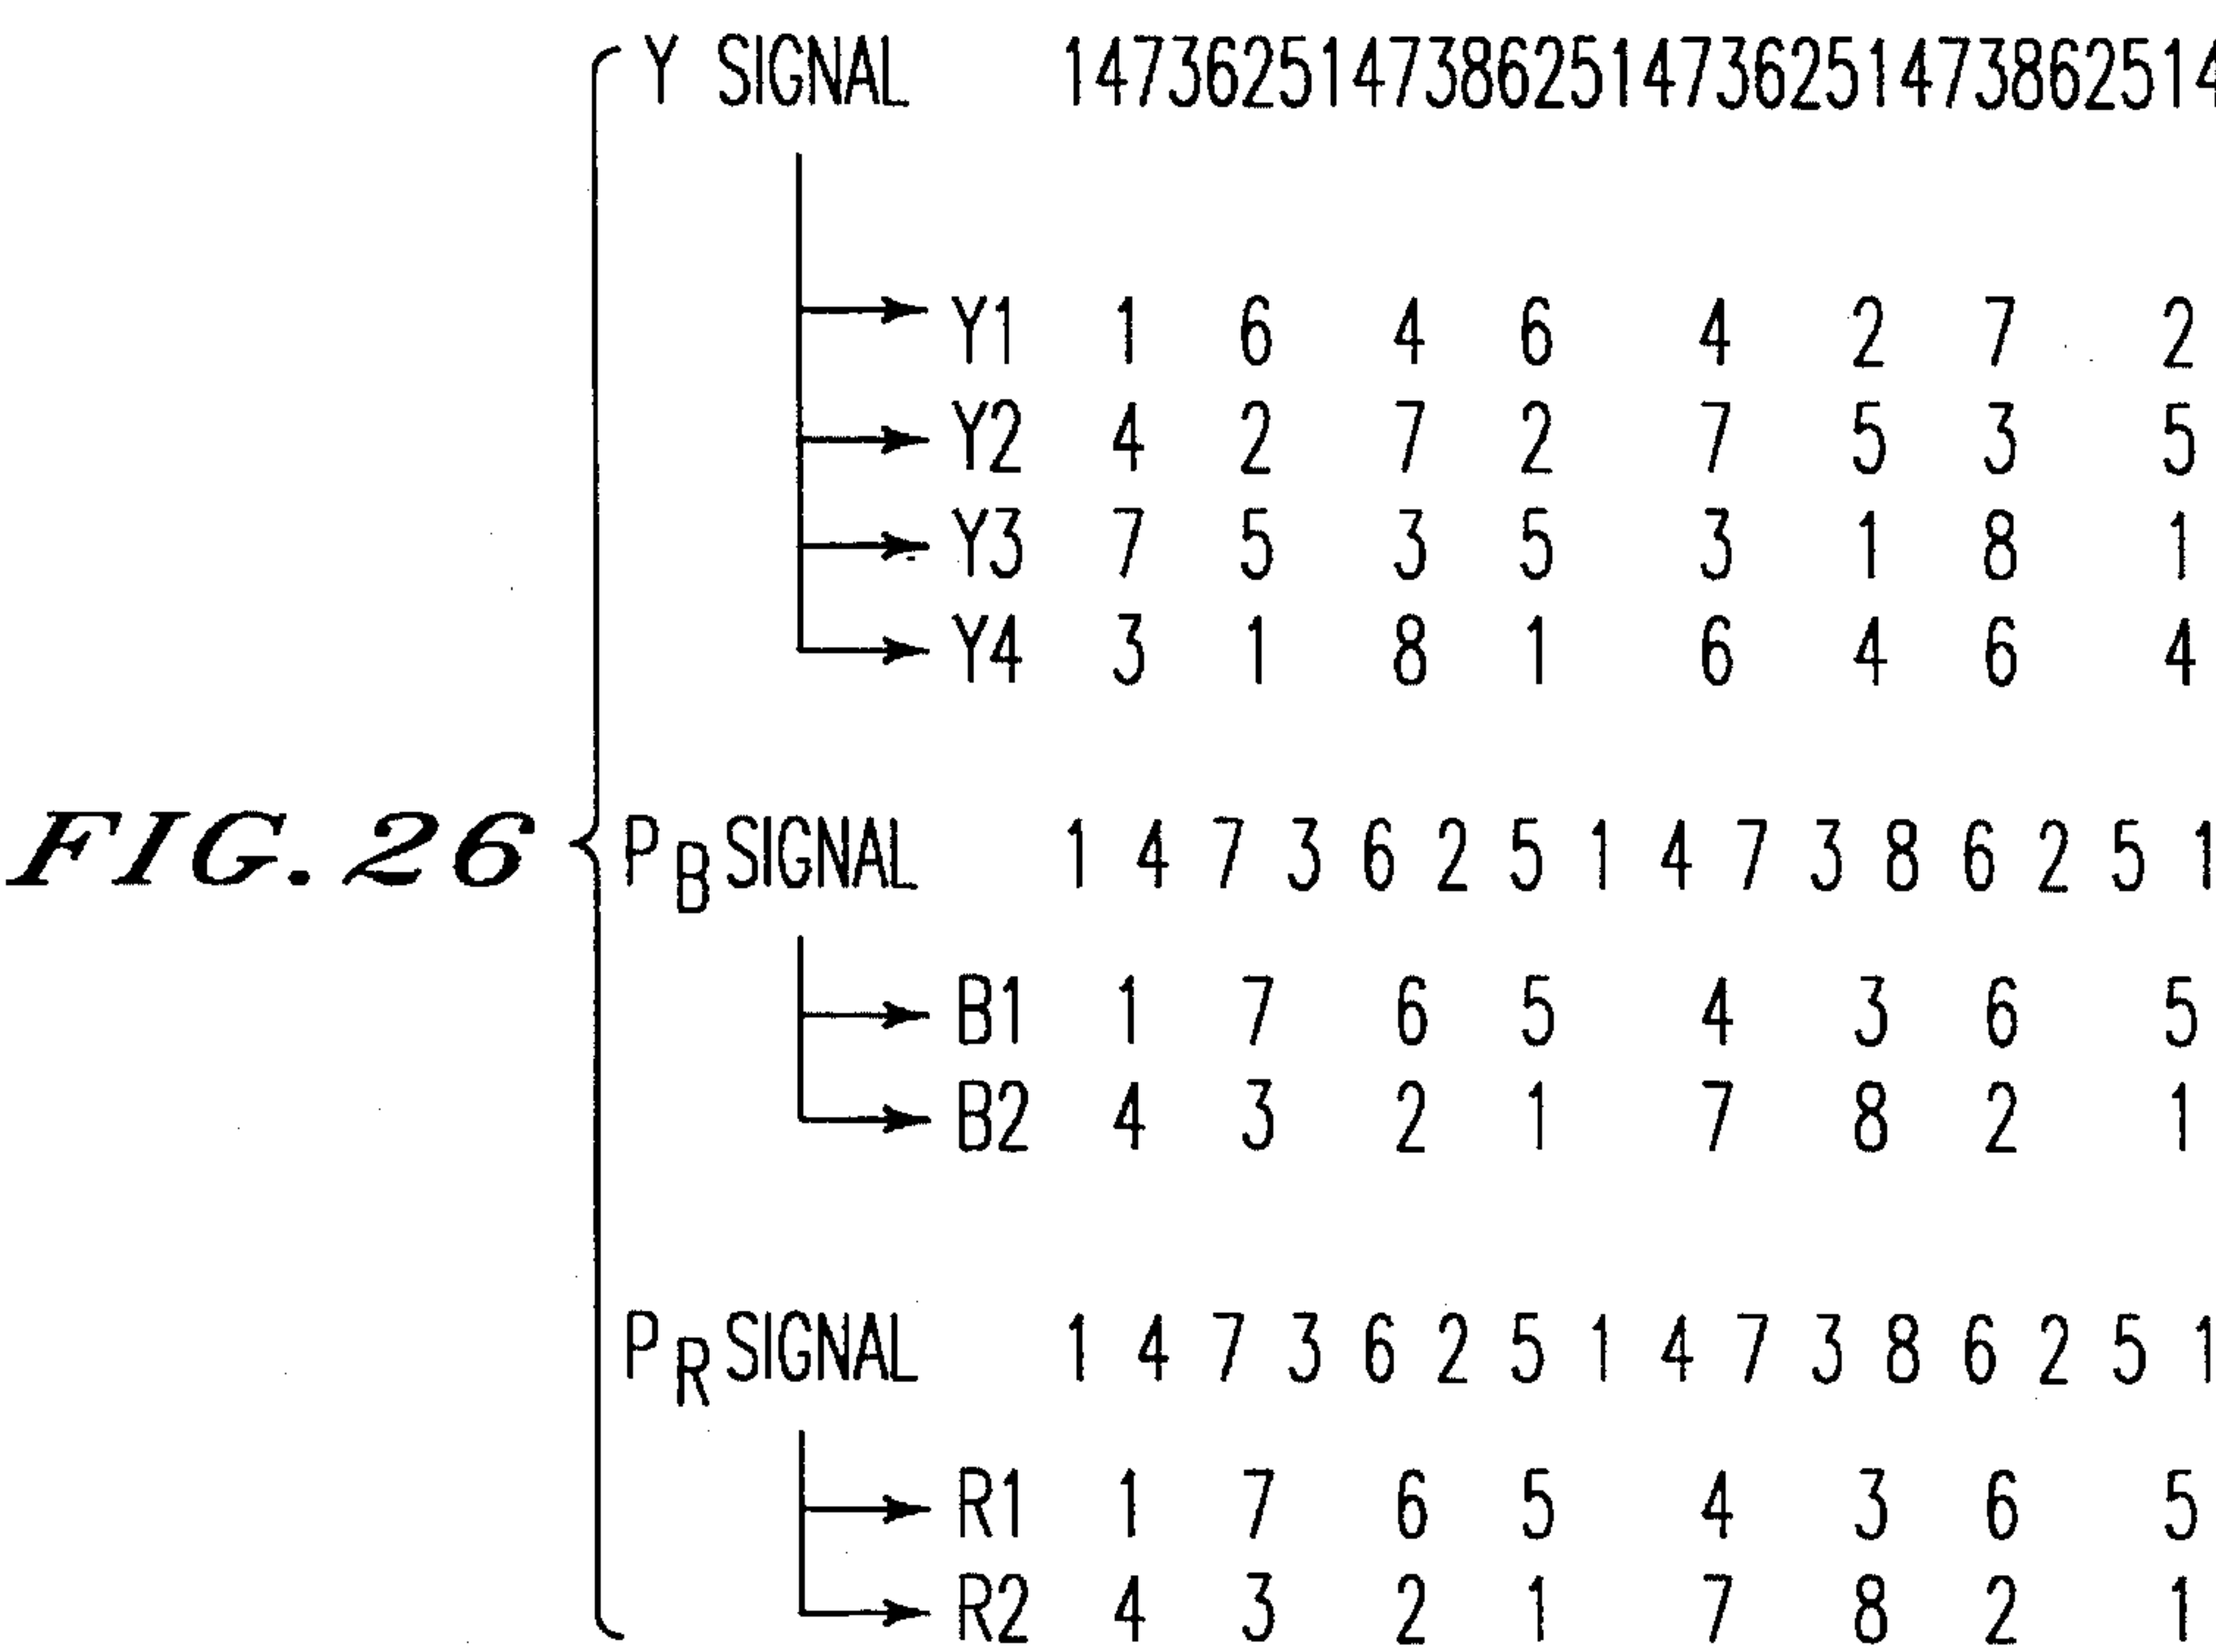 Y SIGNAL 14736251473862514736251473862514
Y1 1 6 4 6 4 2 7 2
Y2 4 2 7 2 7 5 3 5
Y3 7 5 3 5 3 1 8 1
Y4 3 1 8 1 6 4 6 4
FIG. 26
PB SIGNAL 1 4 7 3 6 2 5 1 4 7 3 8 6 2 5 1
B1 1 7 6 5 4 3 6 5
B2 4 3 2 1 7 8 2 1
PR SIGNAL 1 4 7 3 6 2 5 1 4 7 3 8 6 2 5 1
R1 1 7 6 5 4 3 6 5
R2 4 3 2 1 7 8 2 1